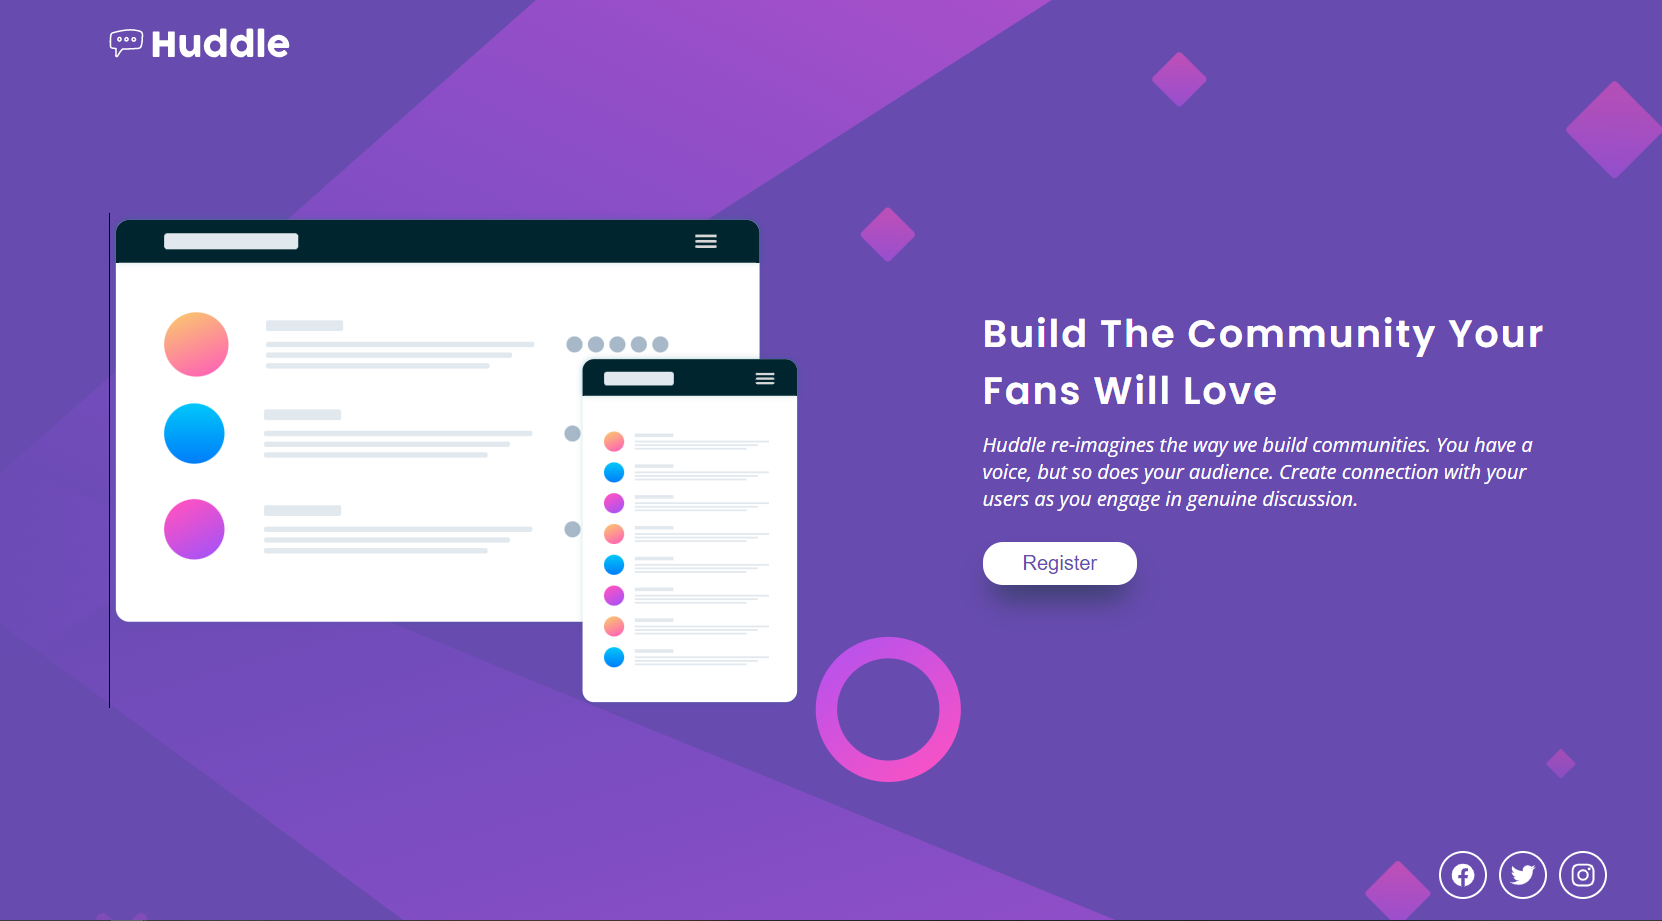 Huddle
Build The Community Your
Fans Will Love
Huddle re-imagines the way we build communities. You have a
voice, but so does your audience. Create connection with your
users as you engage in genuine discussion.
Register